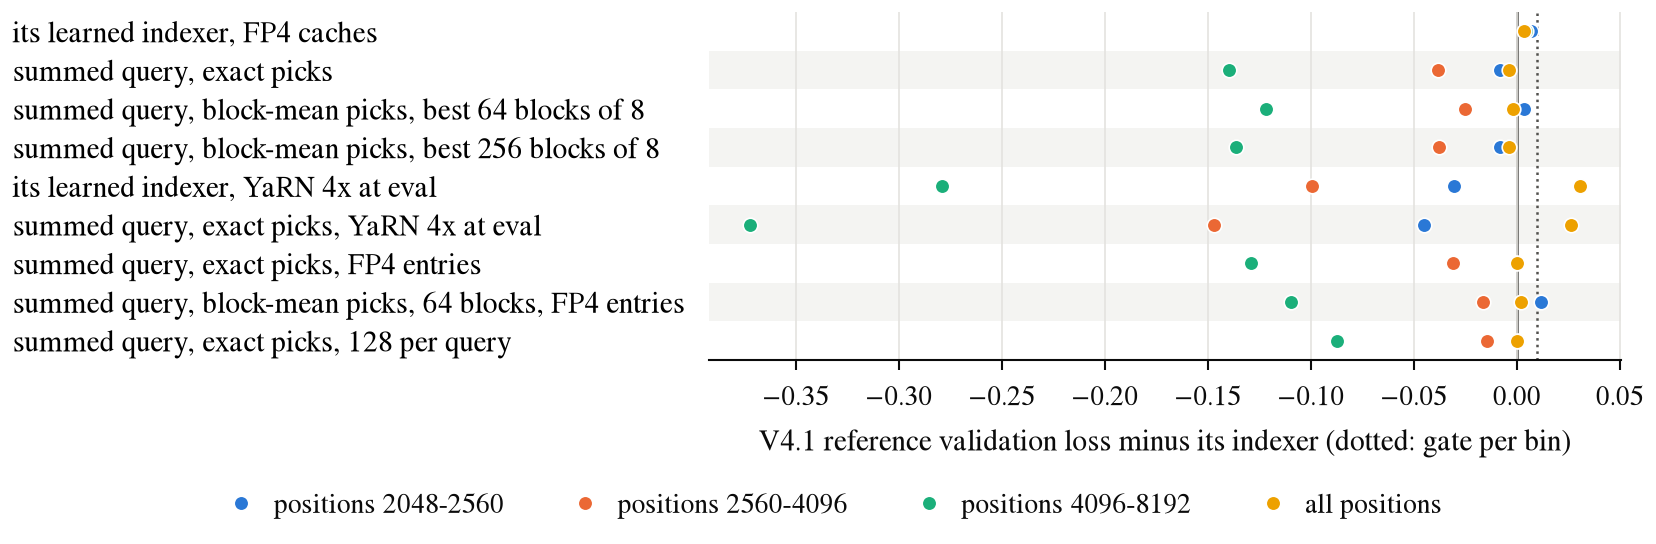 its learned indexer, FP4 caches
summed query, exact picks
summed query, block-mean picks, best 64 blocks of 8
summed query, block-mean picks, best 256 blocks of 8
its learned indexer, YaRN 4x at eval
summed query, exact picks, YaRN 4x at eval
summed query, exact picks, FP4 entries
summed query, block-mean picks, 64 blocks, FP4 entries
summed query, exact picks, 128 per query
−0.35 −0.30 −0.25 −0.20 −0.15 −0.10 −0.05 0.00 0.05
V4.1 reference validation loss minus its indexer (dotted: gate per bin)
positions 2048-2560 positions 2560-4096 positions 4096-8192 all positions